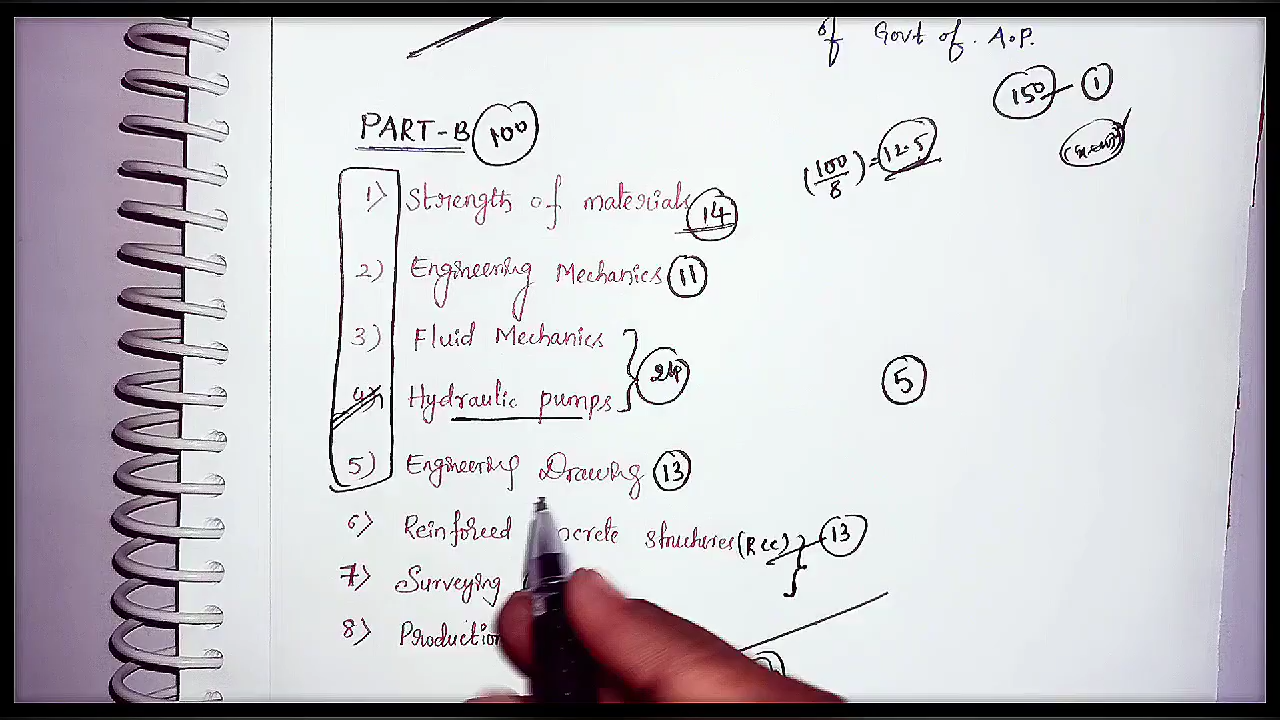 of Govt of. A.P.
150 - 1
PART-B 100
(100/8) = 12.5
1) Strength of materials 14
2) Engineering Mechanics 11
3) Fluid Mechanics
24
4) Hydraulic pumps
5
5) Engineering Drawing 13
6) Reinforced concrete structures (RCC) 13
7) Surveying
8) Production